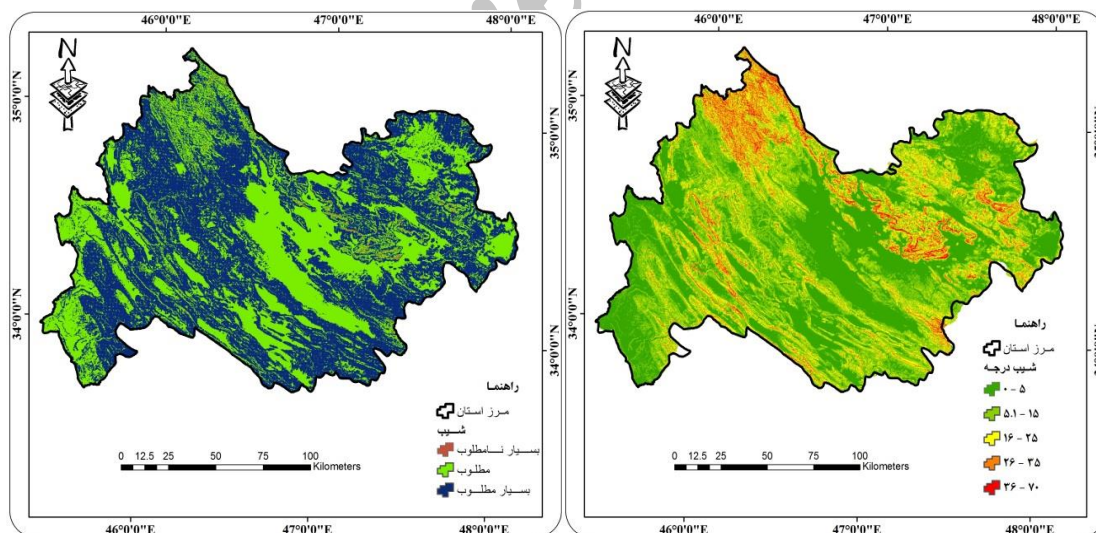 46°0'0"E
47°0'0"E
48°0'0"E
N
35°0'0"N
35°0'0"N
34°0'0"N
34°0'0"N
راهنما
مرز استان
شیب
بسیار نامطلوب
مطلوب
بسیار مطلوب
0 12.5 25 50 75 100
Kilometers
46°0'0"E
47°0'0"E
48°0'0"E
46°0'0"E
47°0'0"E
48°0'0"E
N
35°0'0"N
34°0'0"N
راهنما
مرز استان
شیب درجه
۰ - ۵
۵.۱ - ۱۵
۱۶ - ۲۵
۲۶ - ۳۵
۳۶ - ۷۰
0 12.5 25 50 75 100
Kilometers
46°0'0"E
47°0'0"E
48°0'0"E